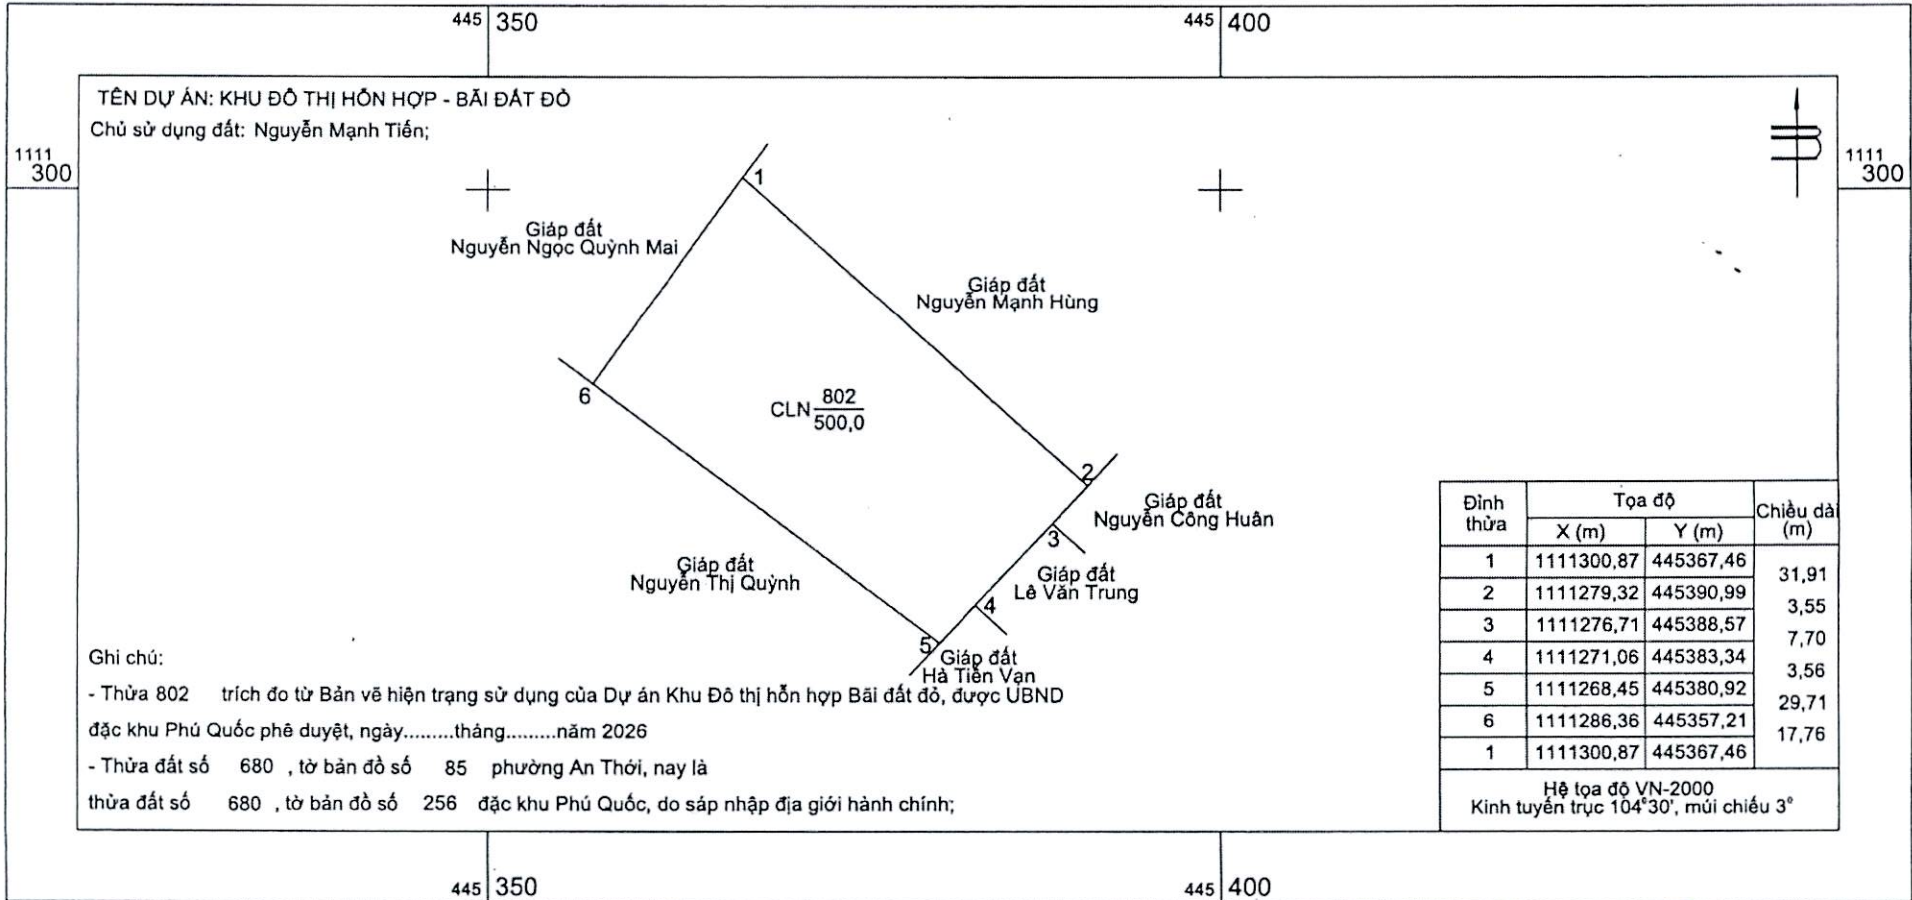 445 350
445 400
TÊN DỰ ÁN: KHU ĐÔ THỊ HỖN HỢP - BÃI ĐẤT ĐỎ
Chủ sử dụng đất: Nguyễn Mạnh Tiến;
1111
300
1111
300
1
Giáp đất
Nguyễn Ngọc Quỳnh Mai
Giáp đất
Nguyễn Mạnh Hùng
6
CLN 802
500,0
2
Giáp đất
Nguyễn Công Huân
3
Giáp đất
Nguyễn Thị Quỳnh
Giáp đất
Lê Văn Trung
4
5
Giáp đất
Hà Tiến Vạn
Đỉnh thửa Tọa độ Chiều dài (m)
X (m) Y (m)
1 1111300,87 445367,46
31,91
2 1111279,32 445390,99
3,55
3 1111276,71 445388,57
7,70
4 1111271,06 445383,34
3,56
5 1111268,45 445380,92
29,71
6 1111286,36 445357,21
17,76
1 1111300,87 445367,46
Hệ tọa độ VN-2000
Kinh tuyến trục 104°30', múi chiếu 3°
Ghi chú:
- Thửa 802 trích đo từ Bản vẽ hiện trạng sử dụng của Dự án Khu Đô thị hỗn hợp Bãi đất đỏ, được UBND
đặc khu Phú Quốc phê duyệt, ngày.........tháng.........năm 2026
- Thửa đất số 680 , tờ bản đồ số 85 phường An Thới, nay là
thửa đất số 680 , tờ bản đồ số 256 đặc khu Phú Quốc, do sáp nhập địa giới hành chính;
445 350
445 400